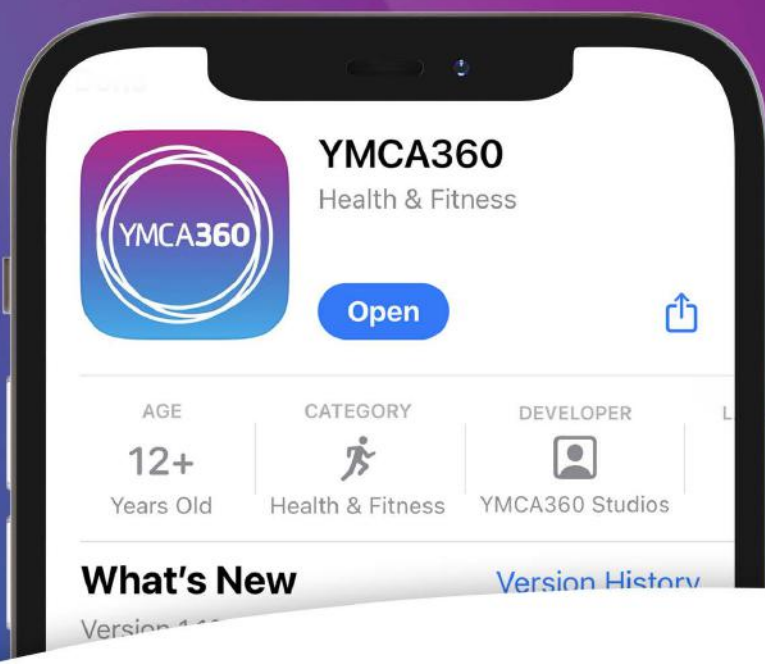 YMCA360
YMCA360
Health & Fitness
Open
AGE
12+
Years Old
CATEGORY
Health & Fitness
DEVELOPER
YMCA360 Studios
What's New
Version History
Version